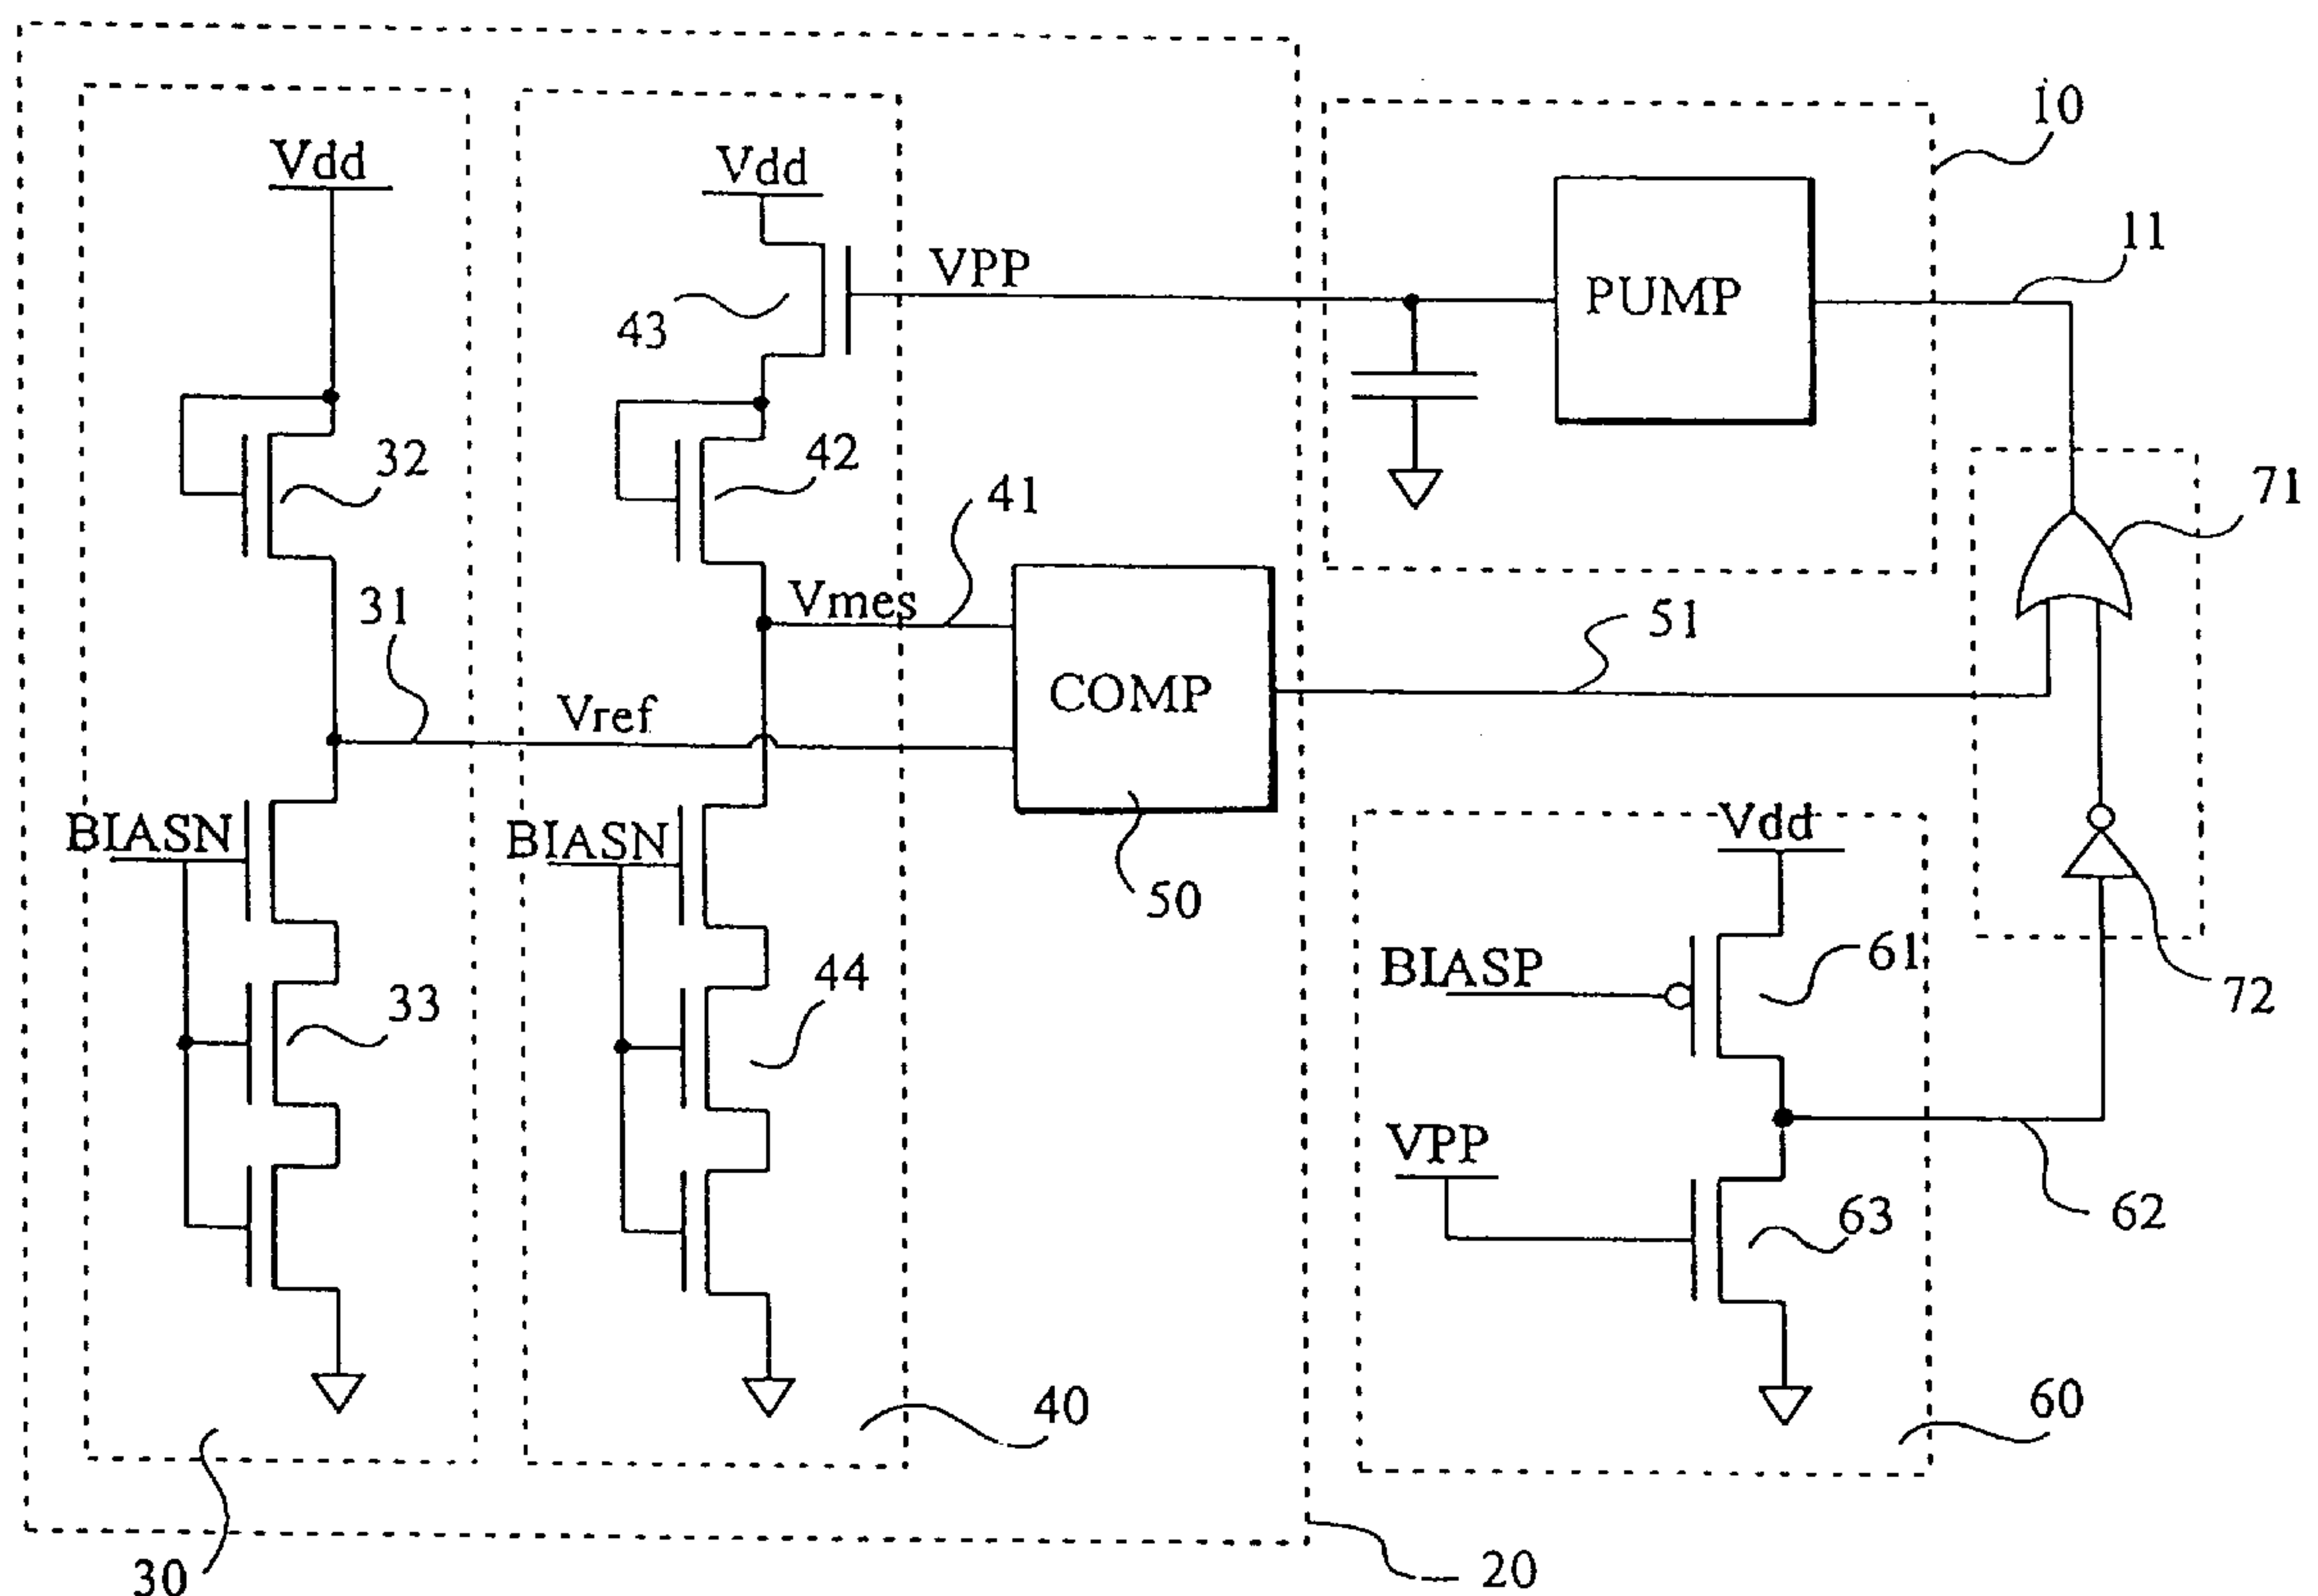 10
Vdd
Vdd
11
VPP
PUMP
43
32
42
41
71
Vmes
31
51
COMP
Vref
Vdd
BIASN
BIASN
50
61
BIASP
72
44
33
VPP
62
63
40
60
30
20